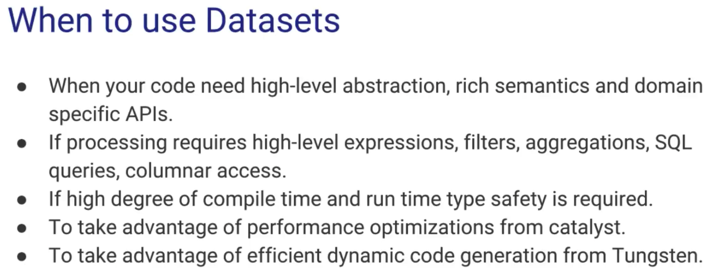 When to use Datasets
● When your code need high-level abstraction, rich semantics and domain
specific APIs.
● If processing requires high-level expressions, filters, aggregations, SQL
queries, columnar access.
● If high degree of compile time and run time type safety is required.
● To take advantage of performance optimizations from catalyst.
● To take advantage of efficient dynamic code generation from Tungsten.